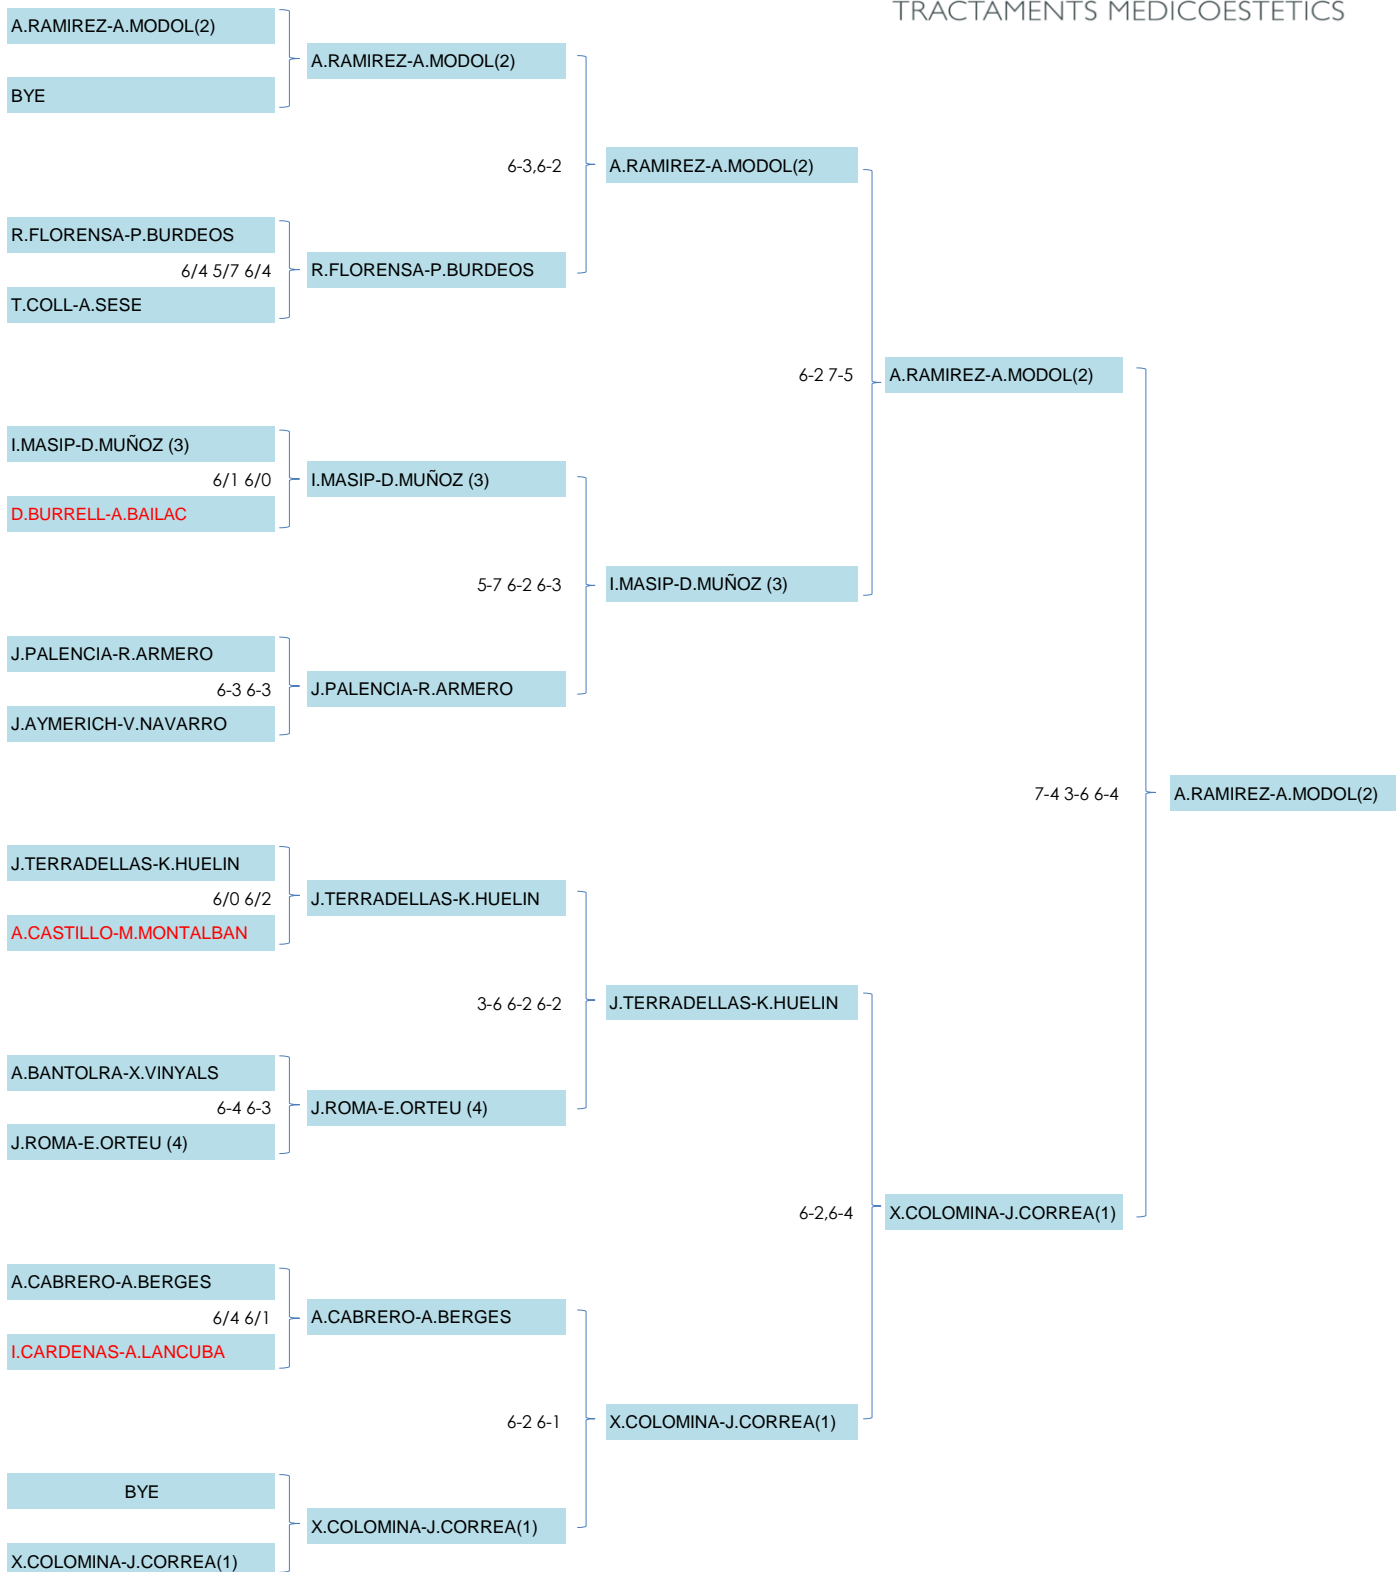 TRACTAMENTS MEDICOESTETICS
A.RAMIREZ-A.MODOL(2)
A.RAMIREZ-A.MODOL(2)
BYE
6-3,6-2
A.RAMIREZ-A.MODOL(2)
R.FLORENSA-P.BURDEOS
6/4 5/7 6/4
R.FLORENSA-P.BURDEOS
T.COLL-A.SESE
6-2 7-5
A.RAMIREZ-A.MODOL(2)
I.MASIP-D.MUÑOZ (3)
6/1 6/0
I.MASIP-D.MUÑOZ (3)
D.BURRELL-A.BAILAC
5-7 6-2 6-3
I.MASIP-D.MUÑOZ (3)
J.PALENCIA-R.ARMERO
6-3 6-3
J.PALENCIA-R.ARMERO
J.AYMERICH-V.NAVARRO
7-4 3-6 6-4
A.RAMIREZ-A.MODOL(2)
J.TERRADELLAS-K.HUELIN
6/0 6/2
J.TERRADELLAS-K.HUELIN
A.CASTILLO-M.MONTALBAN
3-6 6-2 6-2
J.TERRADELLAS-K.HUELIN
A.BANTOLRA-X.VINYALS
6-4 6-3
J.ROMA-E.ORTEU (4)
J.ROMA-E.ORTEU (4)
6-2,6-4
X.COLOMINA-J.CORREA(1)
A.CABRERO-A.BERGES
6/4 6/1
A.CABRERO-A.BERGES
I.CARDENAS-A.LANCUBA
6-2 6-1
X.COLOMINA-J.CORREA(1)
BYE
X.COLOMINA-J.CORREA(1)
X.COLOMINA-J.CORREA(1)